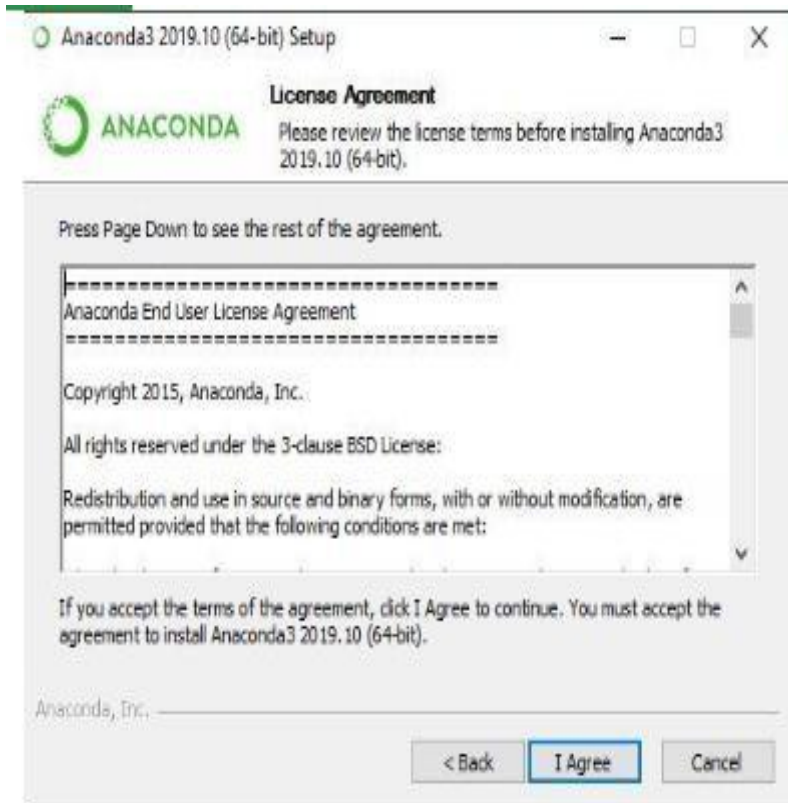 Anaconda3 2019.10 (64-bit) Setup
ANACONDA
License Agreement
Please review the license terms before installing Anaconda3
2019.10 (64-bit).
Press Page Down to see the rest of the agreement.
===================================
Anaconda End User License Agreement
===================================
Copyright 2015, Anaconda, Inc.
All rights reserved under the 3-clause BSD License:
Redistribution and use in source and binary forms, with or without modification, are
permitted provided that the following conditions are met:
If you accept the terms of the agreement, click I Agree to continue. You must accept the
agreement to install Anaconda3 2019.10 (64-bit).
Anaconda, Inc.
< Back
I Agree
Cancel